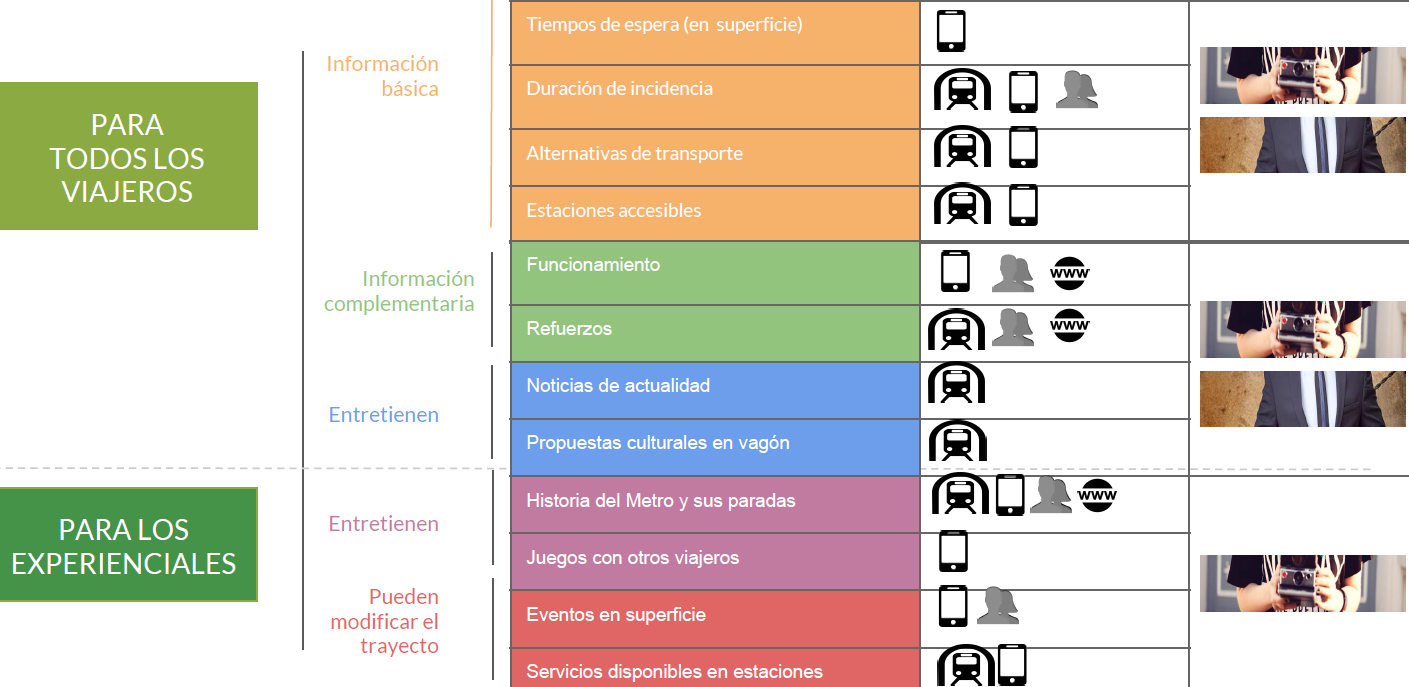 PARA
TODOS LOS
VIAJEROS
Información
básica
Tiempos de espera (en superficie)
Duración de incidencia
Alternativas de transporte
Estaciones accesibles
Información
complementaria
Funcionamiento
www
Refuerzos
www
Entretienen
Noticias de actualidad
Propuestas culturales en vagón
PARA LOS
EXPERIENCIALES
Entretienen
Historia del Metro y sus paradas
www
Juegos con otros viajeros
Pueden
modificar el
trayecto
Eventos en superficie
Servicios disponibles en estaciones